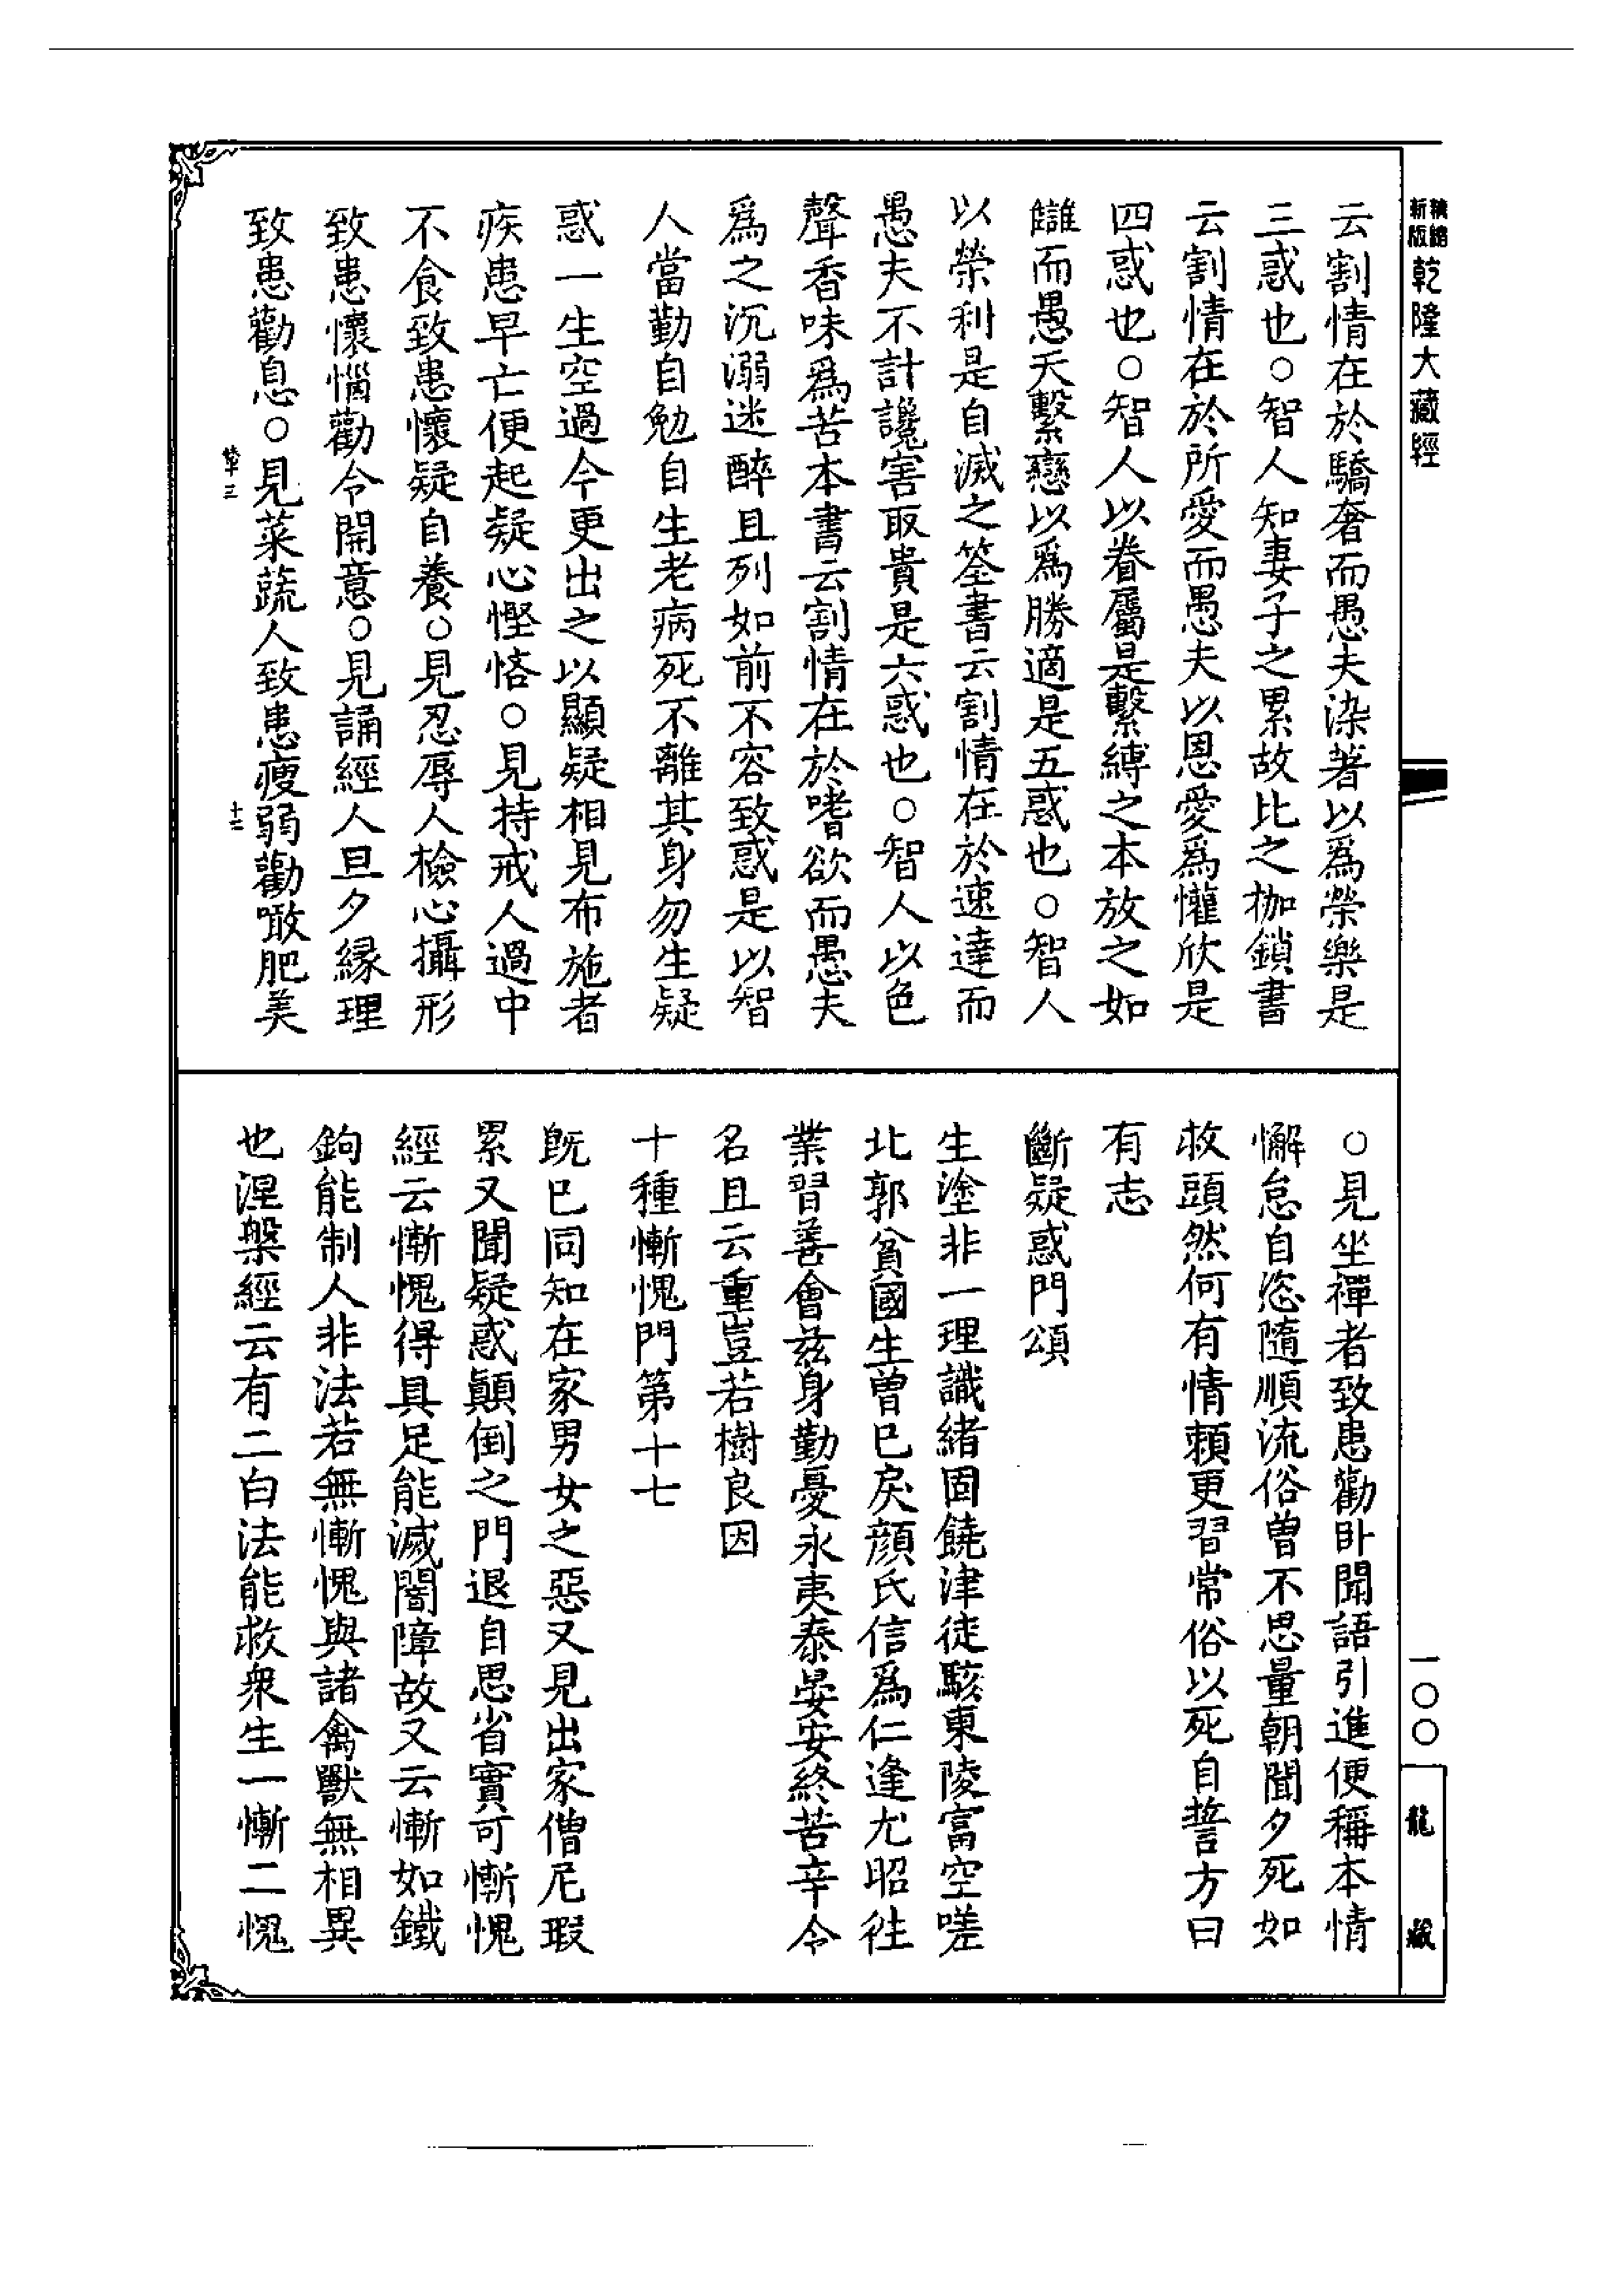 新版
精縮
乾隆大藏經
云割情在於驕奢而愚夫染著以爲榮樂是
三惑也○智人知妻子之累故比之枷鎖書
云割情在於所愛而愚夫以恩愛爲懽欣是
四惑也○智人以眷屬是繫縛之本放之如
讎而愚夫繫戀以爲勝適是五惑也○智人
以榮利是自滅之筌書云割情在於速達而
愚夫不計讒害取貴是六惑也○智人以色
聲香味爲苦本書云割情在於嗜欲而愚夫
爲之沉溺迷醉且列如前不容致惑是以智
人當勤自勉自生老病死不離其身勿生疑
惑一生空過今更出之以顯疑相見布施者
疾患早亡便起疑心慳悋○見持戒人過中
不食致患懷疑自養○見忍辱人檢心攝形
致患懷惱勸令開意○見誦經人旦夕緣理
致患勸息○見菜蔬人致患瘦弱勸噉肥美
○見坐禪者致患勸卧聞語引進便稱本情
懈怠自恣隨順流俗曾不思量朝聞夕死如
救頭然何有情賴更習常俗以死自誓方曰
有志
斷疑惑門頌
生塗非一理識緒固饒津徒駭東陵富空嗟
北郭貧國生曾已戾顏氏信爲仁逢尤昭徃
業習善會茲身勤憂永夷泰晏安終苦辛令
名且云重豈若樹良因
十種慚愧門第十七
旣已同知在家男女之惡又見出家僧尼瑕
累又聞疑惑顚倒之門退自思省實可慚愧
經云慚愧得具足能滅闇障故又云慚如鐵
鉤能制人非法若無慚愧與諸禽獸無相異
也涅槃經云有二白法能救衆生一慚二愧
一○○
龍藏